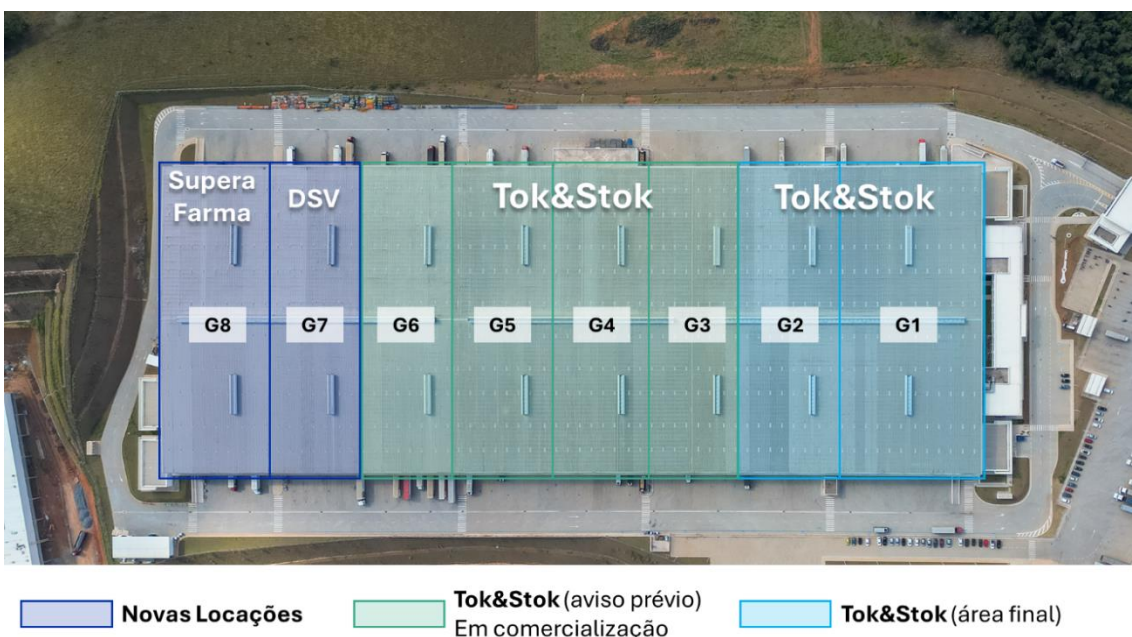 Supera
Farma
DSV
Tok&Stok
Tok&Stok
G8
G7
G6
G5
G4
G3
G2
G1
Novas Locações
Tok&Stok (aviso prévio)
Em comercialização
Tok&Stok (área final)